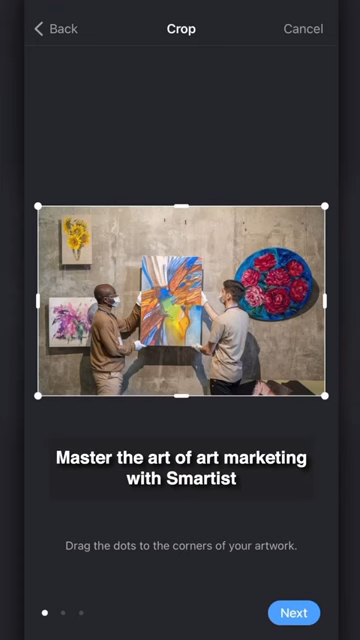 Back
Crop
Cancel
Master the art of art marketing
with Smartist
Drag the dots to the corners of your artwork.
Next